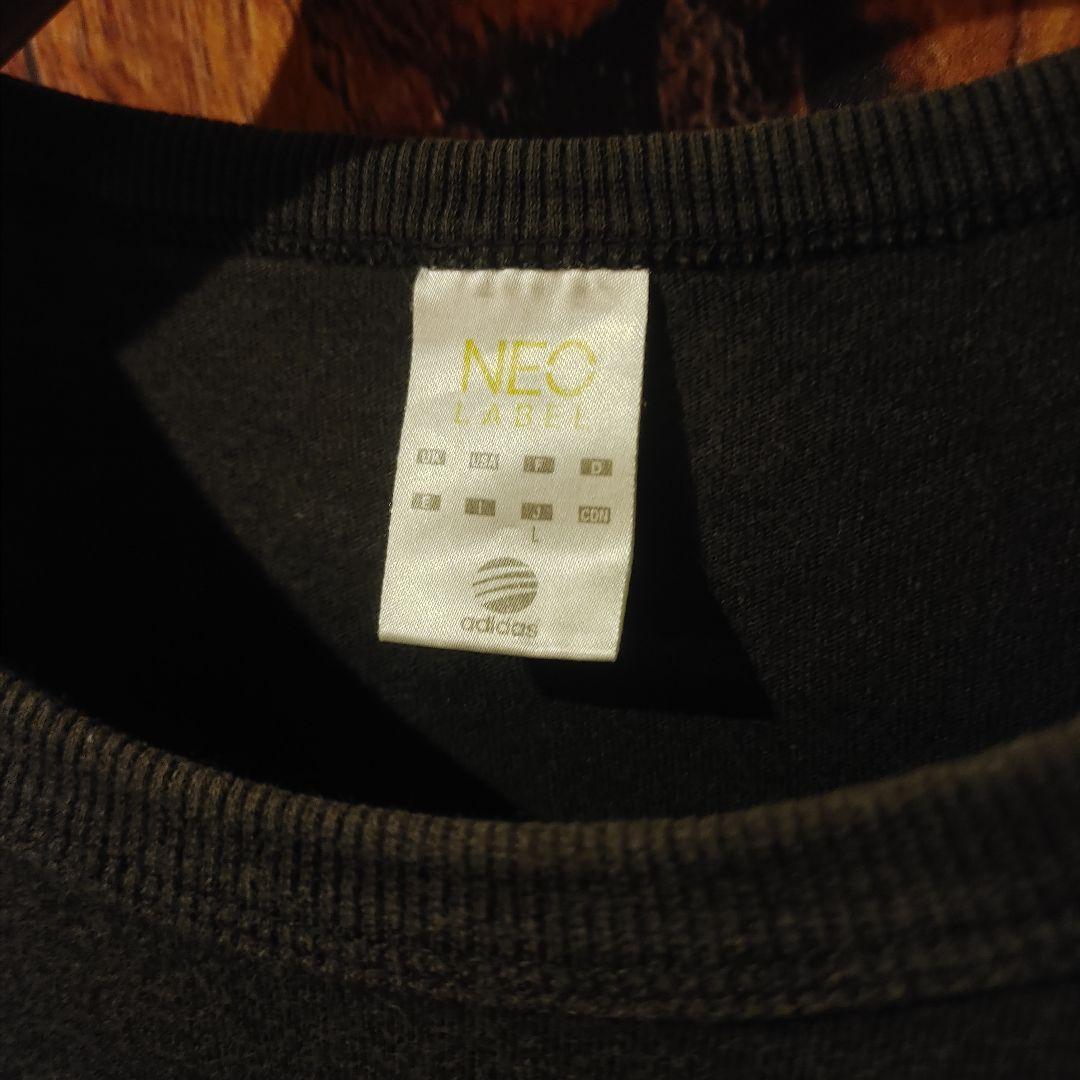 NEO
LABEL
UK USA F D
E I J CDN
L
adidas